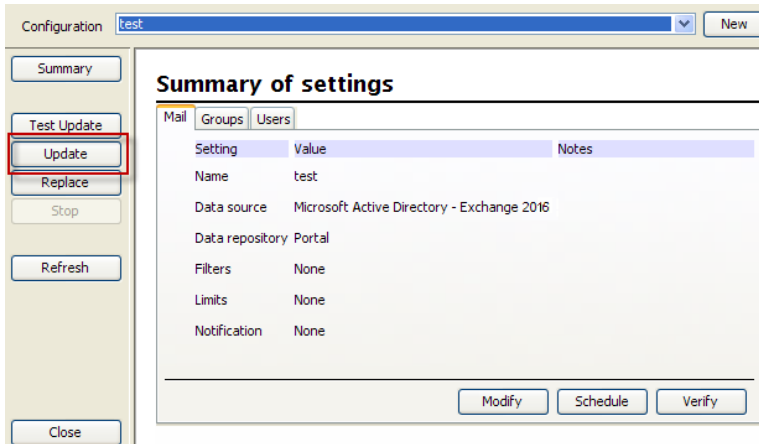 Configuration test New
Summary
Test Update
Update
Replace
Stop
Refresh
Close
Summary of settings
Mail Groups Users
Setting Value Notes
Name test
Data source Microsoft Active Directory - Exchange 2016
Data repository Portal
Filters None
Limits None
Notification None
Modify Schedule Verify